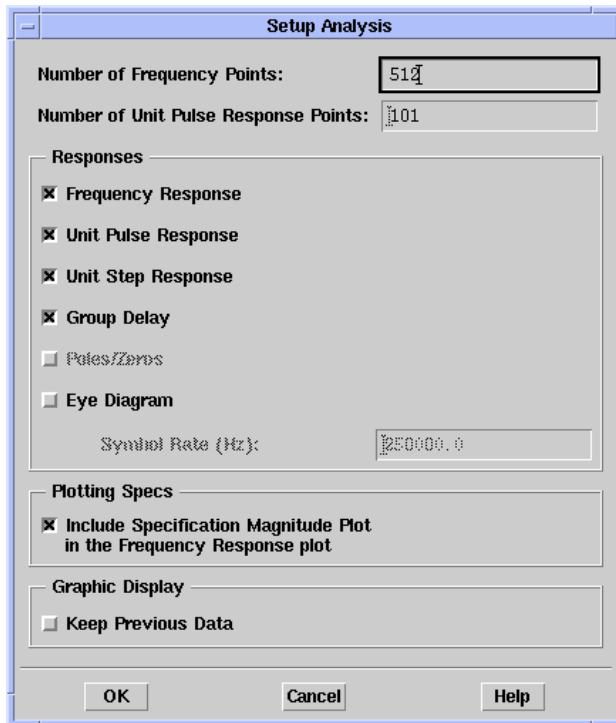 Setup Analysis
Number of Frequency Points: 512
Number of Unit Pulse Response Points: 101
Responses
Frequency Response
Unit Pulse Response
Unit Step Response
Group Delay
Poles/Zeros
Eye Diagram
Symbol Rate (Hz): 250000.0
Plotting Specs
Include Specification Magnitude Plot
in the Frequency Response plot
Graphic Display
Keep Previous Data
OK Cancel Help